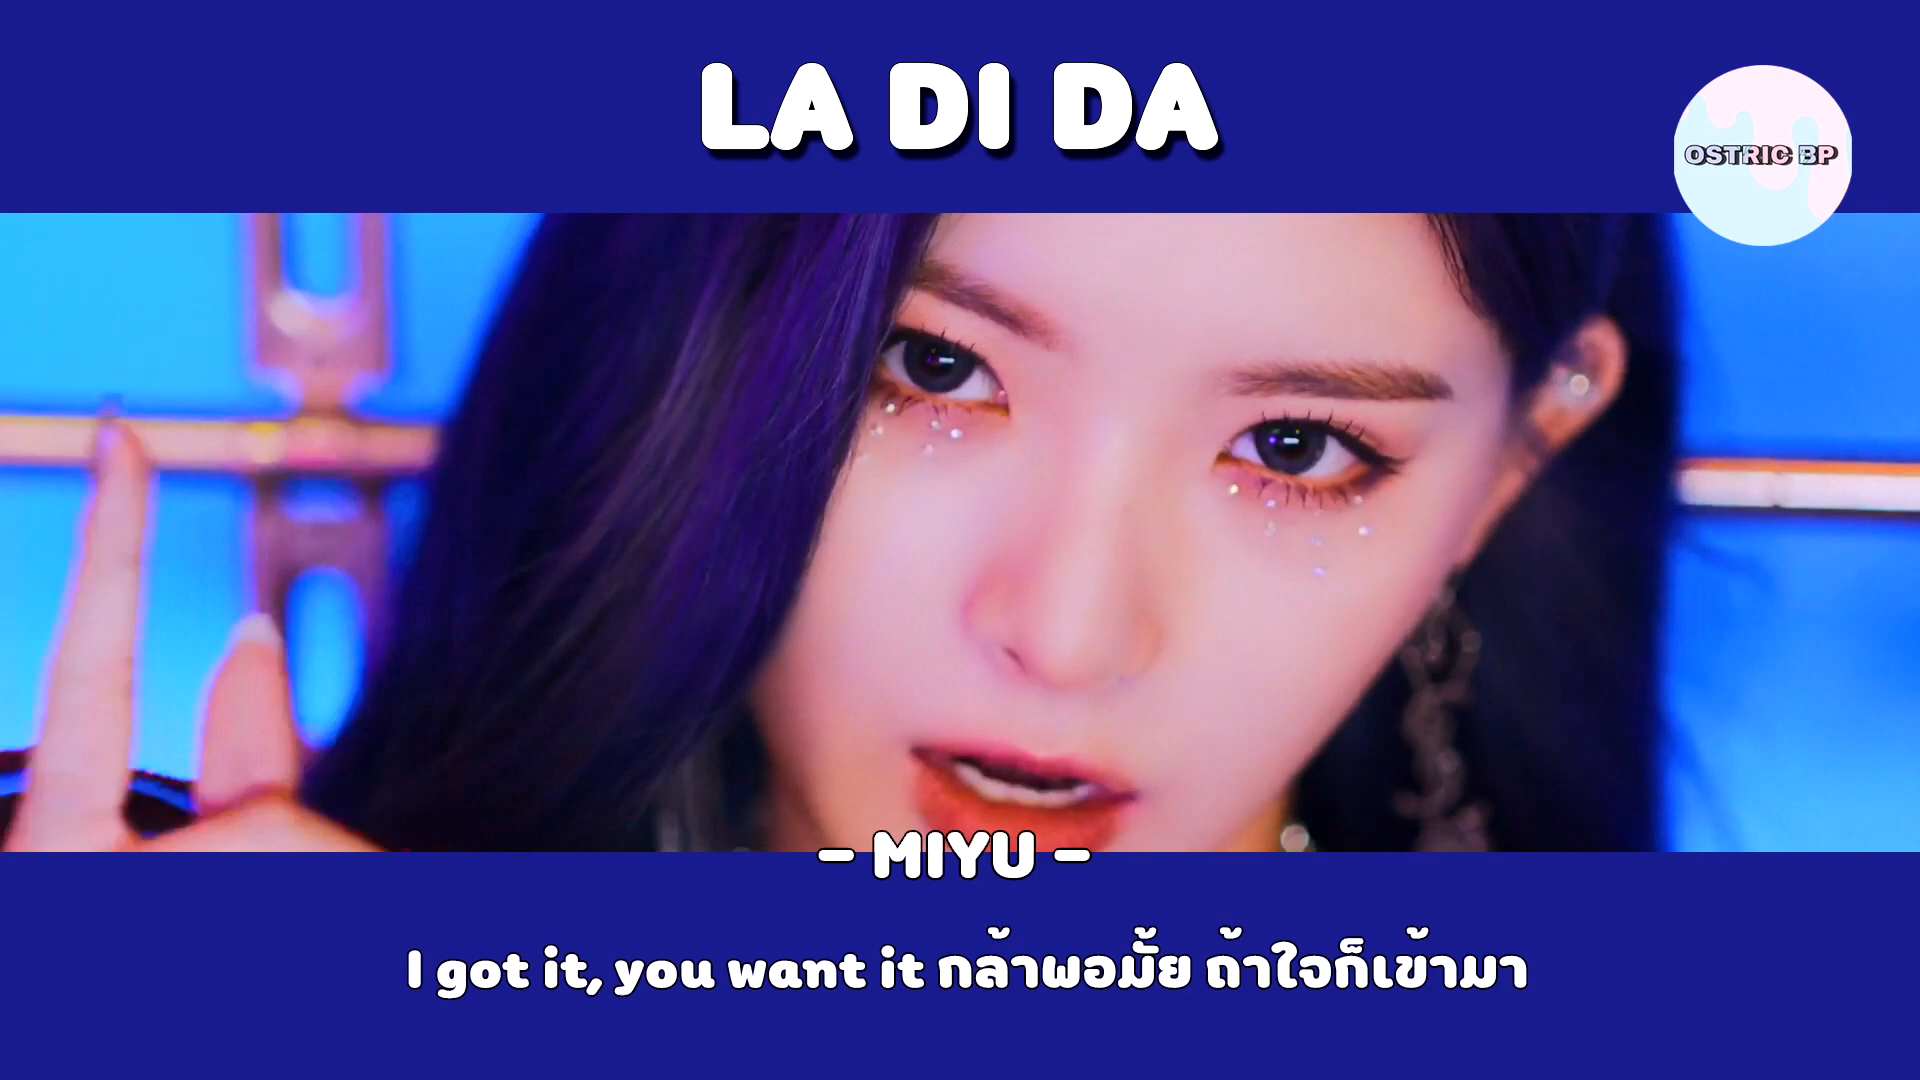 LA DI DA
OSTRIC BP
– MIYU –
I got it, you want it กล้าพอมั้ย ถ้าใจก็เข้ามา